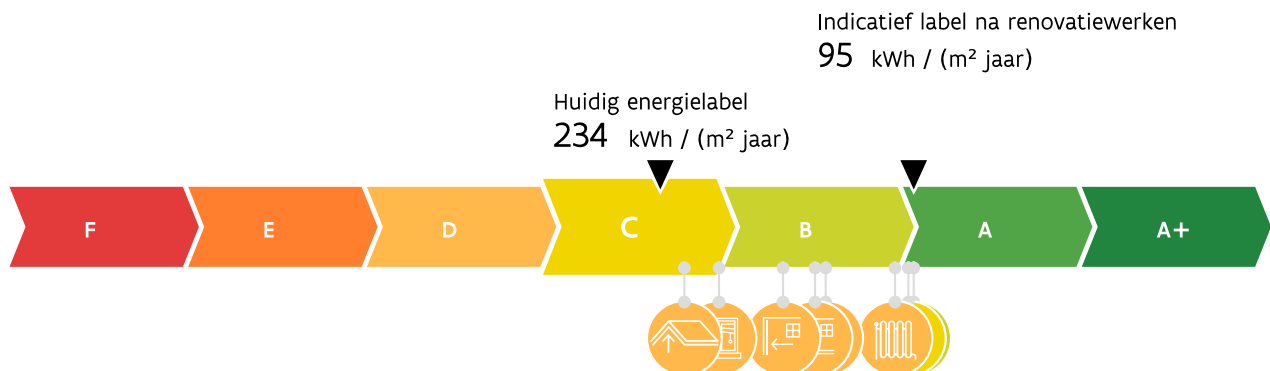 Indicatief label na renovatiewerken
95 kWh / (m² jaar)
Huidig energielabel
234 kWh / (m² jaar)
F E D C B A A+